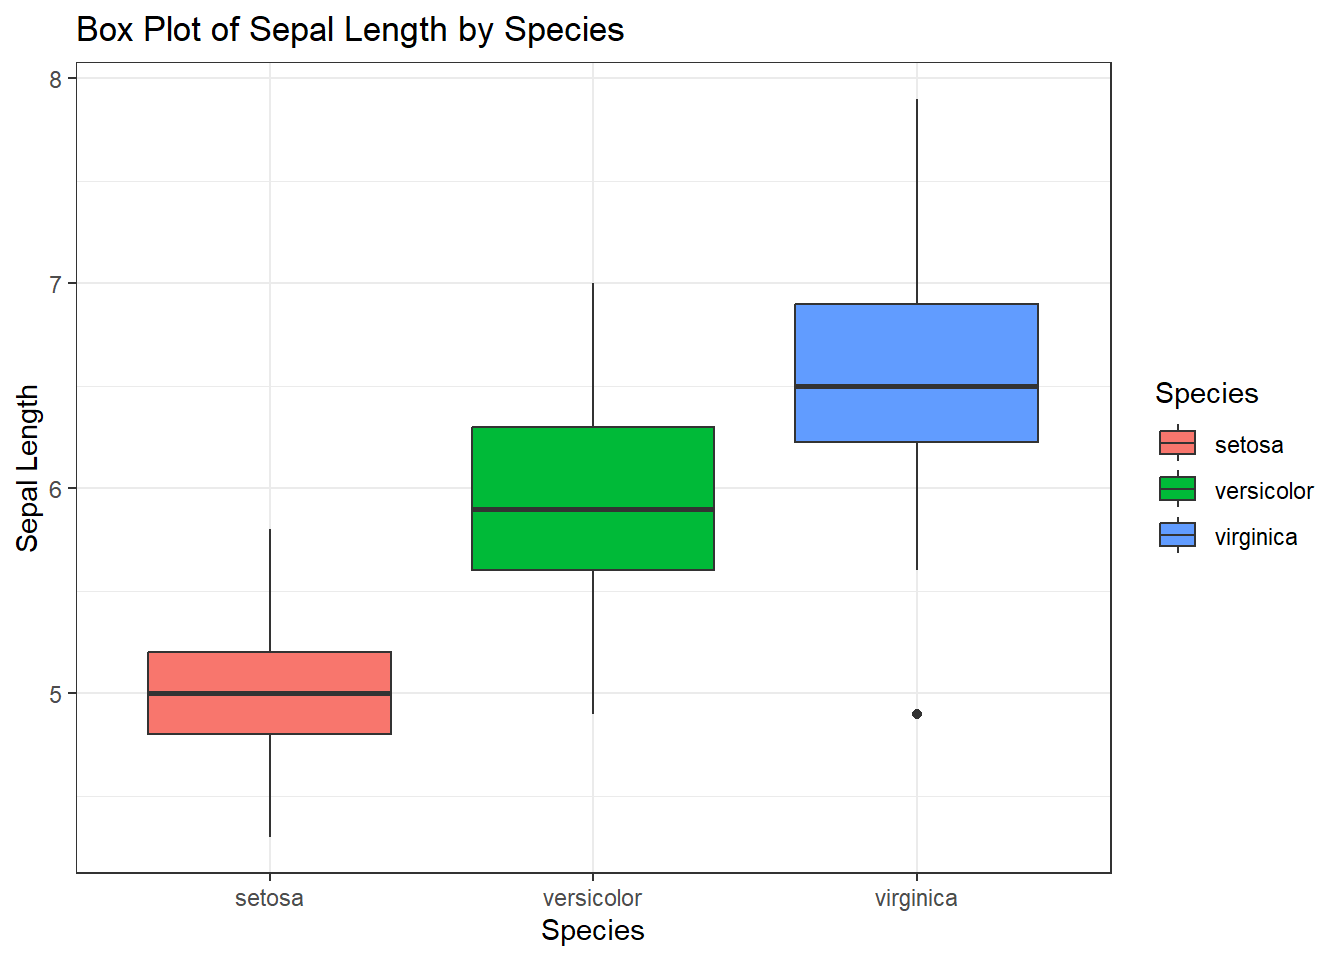 Box Plot of Sepal Length by Species
8
7
6
5
Sepal Length
setosa
versicolor
virginica
Species
Species
setosa
versicolor
virginica